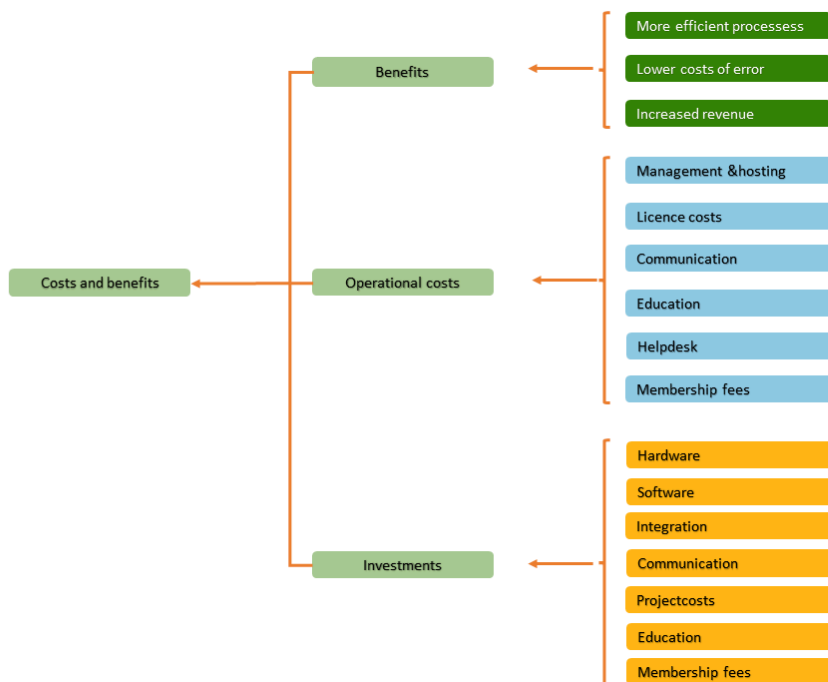 More efficient processess
Lower costs of error
Increased revenue
Benefits
Management &hosting
Licence costs
Communication
Education
Helpdesk
Membership fees
Operational costs
Costs and benefits
Hardware
Software
Integration
Communication
Projectcosts
Education
Membership fees
Investments